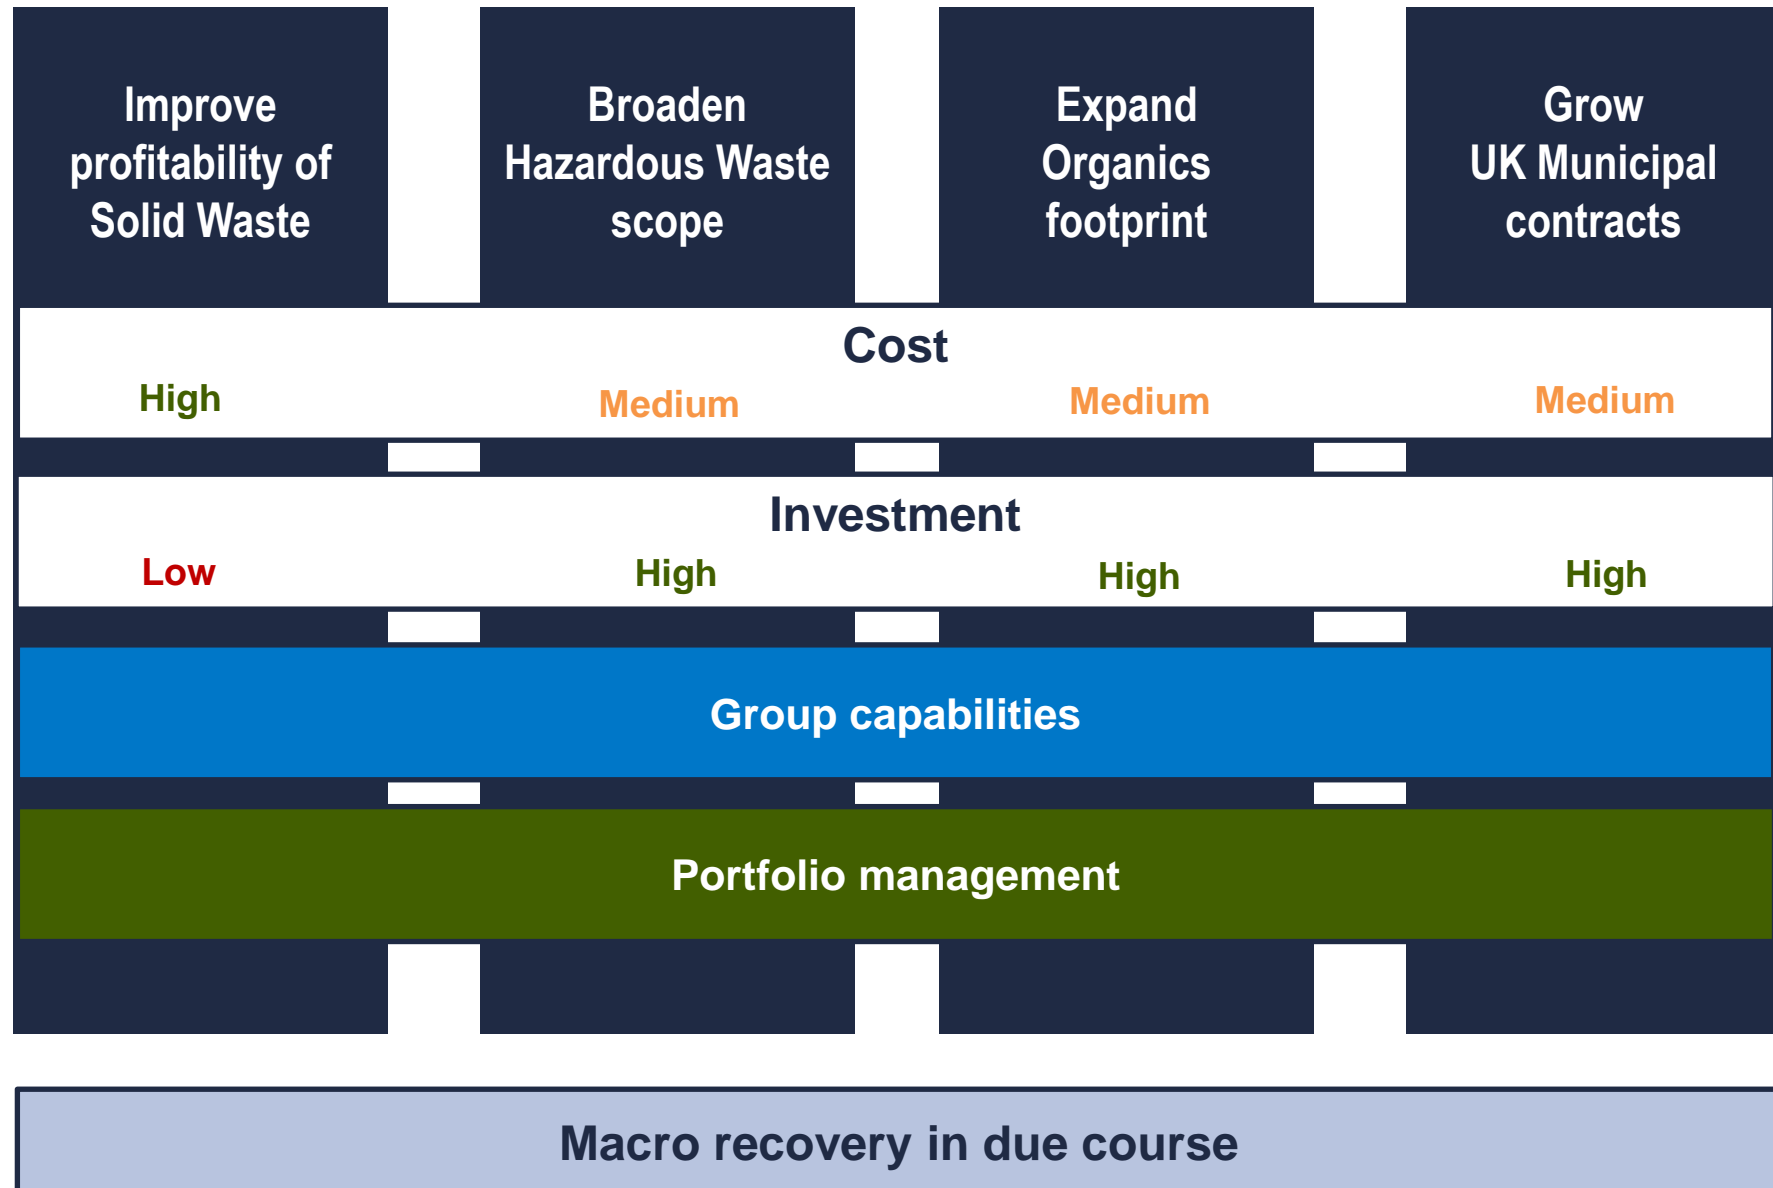 Improve
profitability of
Solid Waste
Broaden
Hazardous Waste
scope
Expand
Organics
footprint
Grow
UK Municipal
contracts
Cost
High Medium Medium Medium
Investment
Low High High High
Group capabilities
Portfolio management
Macro recovery in due course